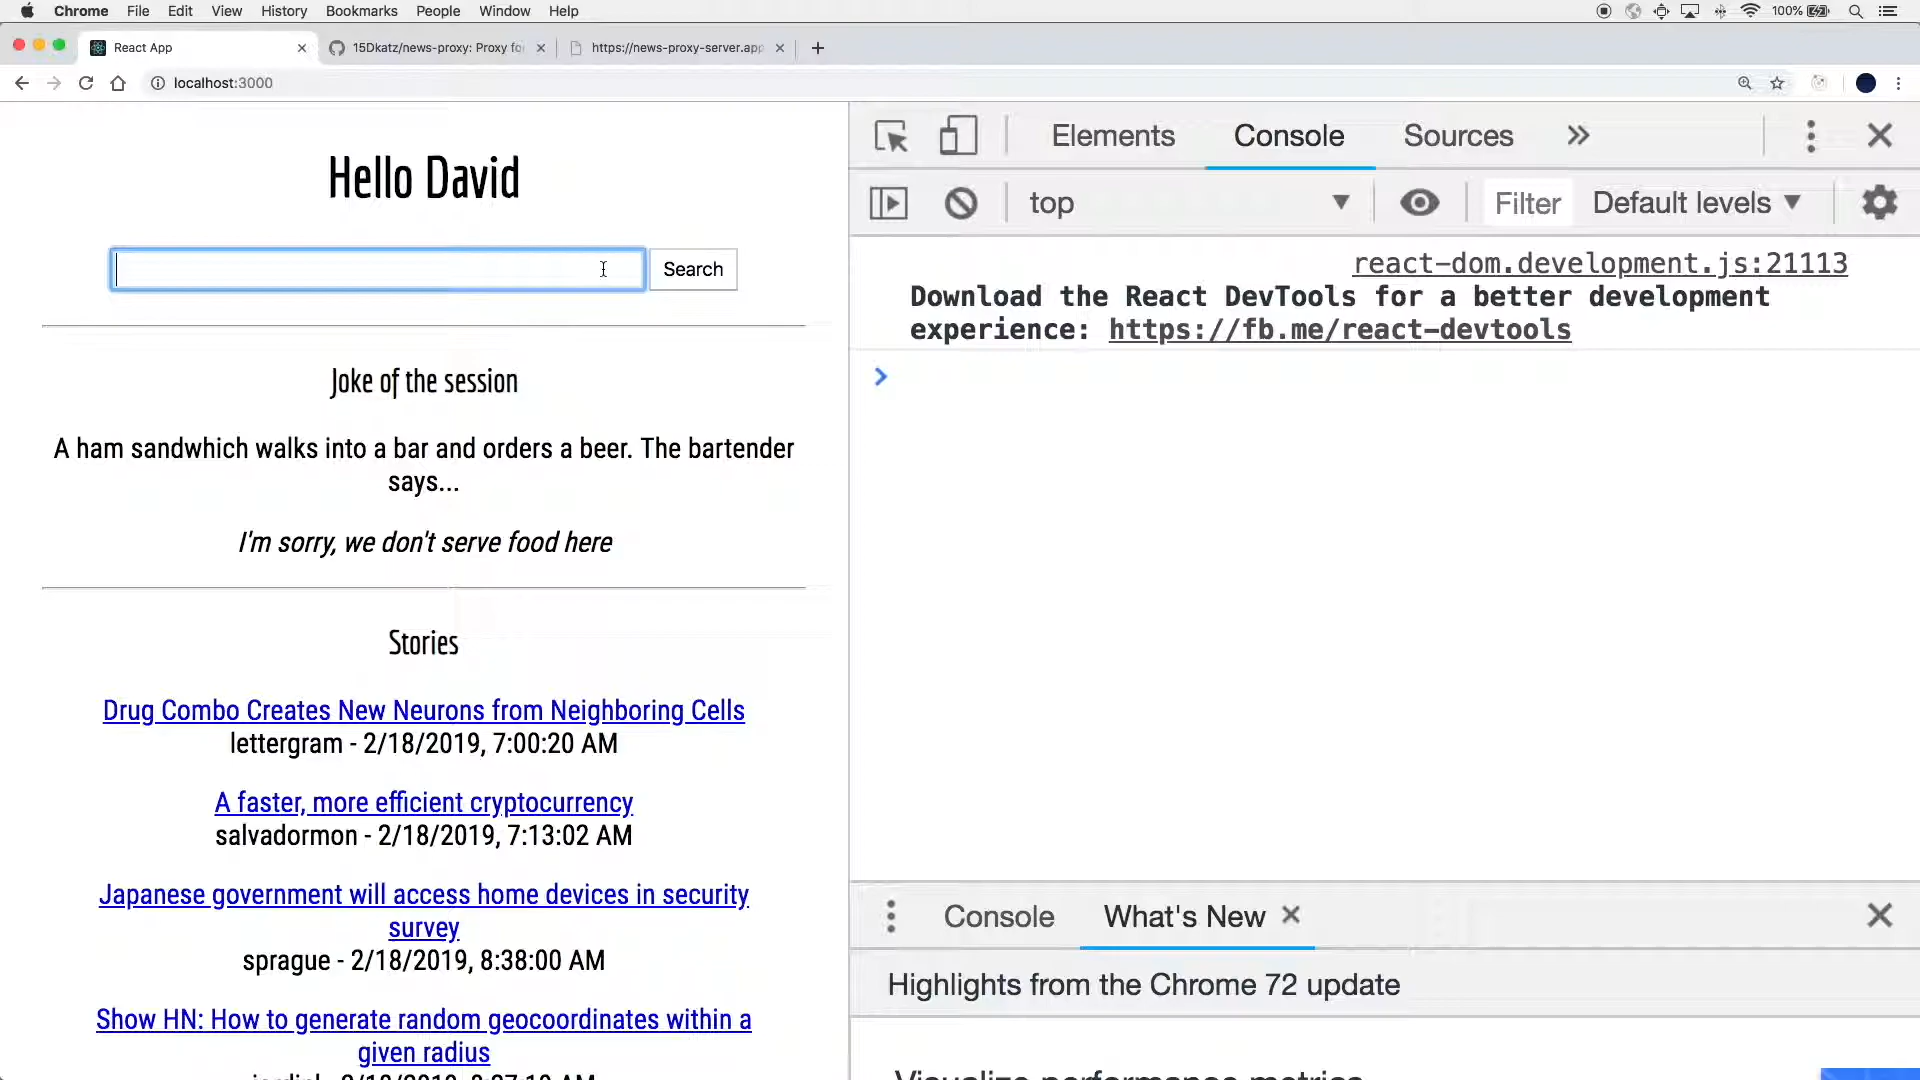 Chrome File Edit View History Bookmarks People Window Help 100%
React App 15Dkatz/news-proxy: Proxy fo https://news-proxy-server.app
localhost:3000
Hello David
Search
Joke of the session
A ham sandwhich walks into a bar and orders a beer. The bartender
says...
I'm sorry, we don't serve food here
Stories
Drug Combo Creates New Neurons from Neighboring Cells
lettergram - 2/18/2019, 7:00:20 AM
A faster, more efficient cryptocurrency
salvadormon - 2/18/2019, 7:13:02 AM
Japanese government will access home devices in security
survey
sprague - 2/18/2019, 8:38:00 AM
Show HN: How to generate random geocoordinates within a
given radius
Elements Console Sources
top Filter Default levels
react-dom.development.js:21113
Download the React DevTools for a better development
experience: https://fb.me/react-devtools
Console What's New
Highlights from the Chrome 72 update
Visualize performance metrics